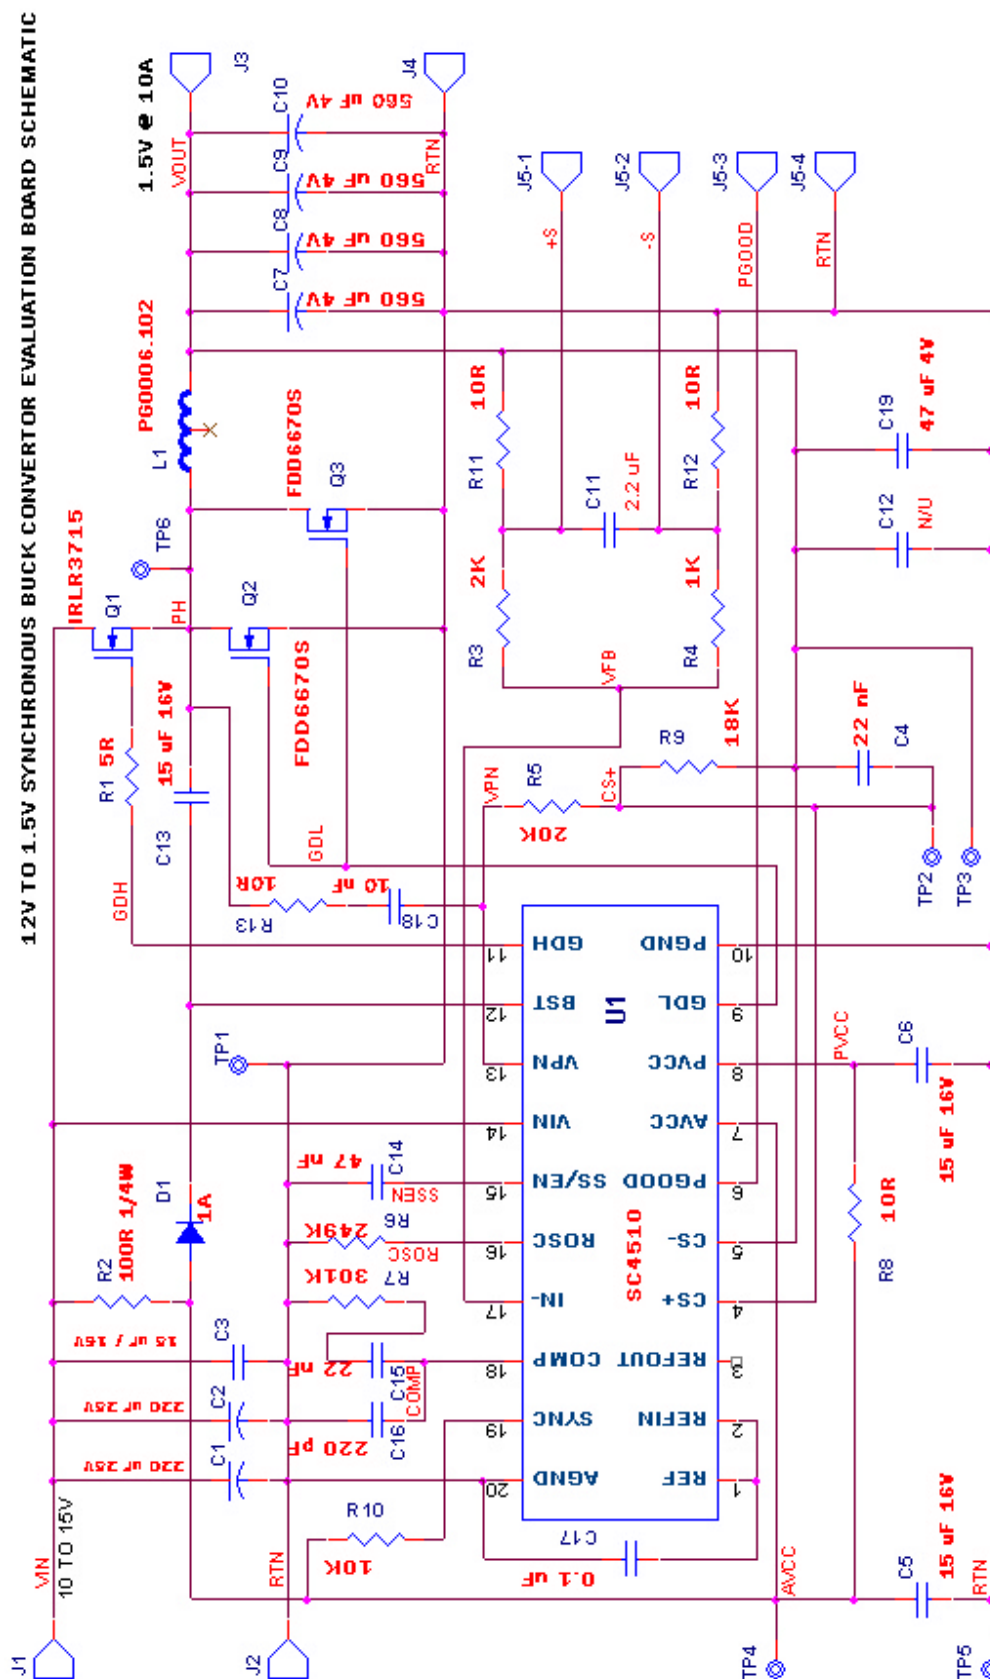 12V TO 1.5V SYNCHRONOUS BUCK CONVERTOR EVALUATION BOARD SCHEMATIC
J1
VIN
10 TO 15V
J2
RTN
C1
220 uF 25V
C2
220 uF 25V
C3
15 uF / 16V
R2
100R 1/4W
D1
1A
TP1
GDH
R1
5R
C13
15 uF 16V
IRLR3715
Q1
PH
TP6
Q2
FDD6670S
Q3
FDD6670S
GDL
L1
PG0006.102
1.5V @ 10A
VOUT
J3
C7
560 uF 4V
C8
560 uF 4V
C9
560 uF 4V
C10
560 uF 4V
RTN
J4
R13
10R
10 nF
C18
VPN
R5
20K
CS+
R9
18K
C4
22 nF
TP2
TP3
R3
2K
VFB
R4
1K
R11
10R
C11
2.2 uF
R12
10R
+S
J5-1
-S
J5-2
PGOOD
J5-3
RTN
J5-4
C12
N/U
C19
47 uF 4V
47 nF
C14
SSEN
249K
R6
ROSC
301K
R7
22 nF
C15
COMP
220 pF
C16
R10
10K
C17
0.1 uF
U1
SC4510
20 AGND
19 SYNC
18 COMP
17 IN-
16 ROSC
15 SS/EN
14 VIN
13 VPN
12 BST
11 GDH
1 REF
2 REFIN
3 REFOUT
4 CS+
5 CS-
6 PGOOD
7 AVCC
8 PVCC
9 GDL
10 PGND
PVCC
R8
10R
C6
15 uF 16V
AVCC
TP4
C5
15 uF 16V
RTN
TP5